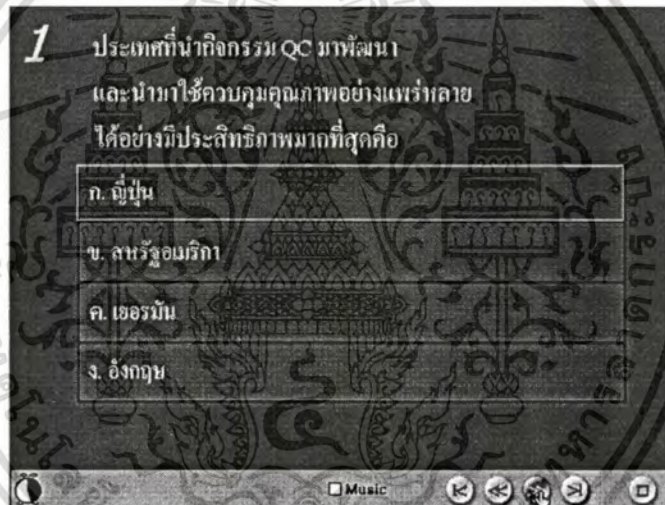 1
ประเทศที่นำกิจกรรม QC มาพัฒนา
และนำมาใช้ควบคุมคุณภาพอย่างแพร่หลาย
ได้อย่างมีประสิทธิภาพมากที่สุดคือ
ก. ญี่ปุ่น
ข. สหรัฐอเมริกา
ค. เยอรมัน
ง. อังกฤษ
Music